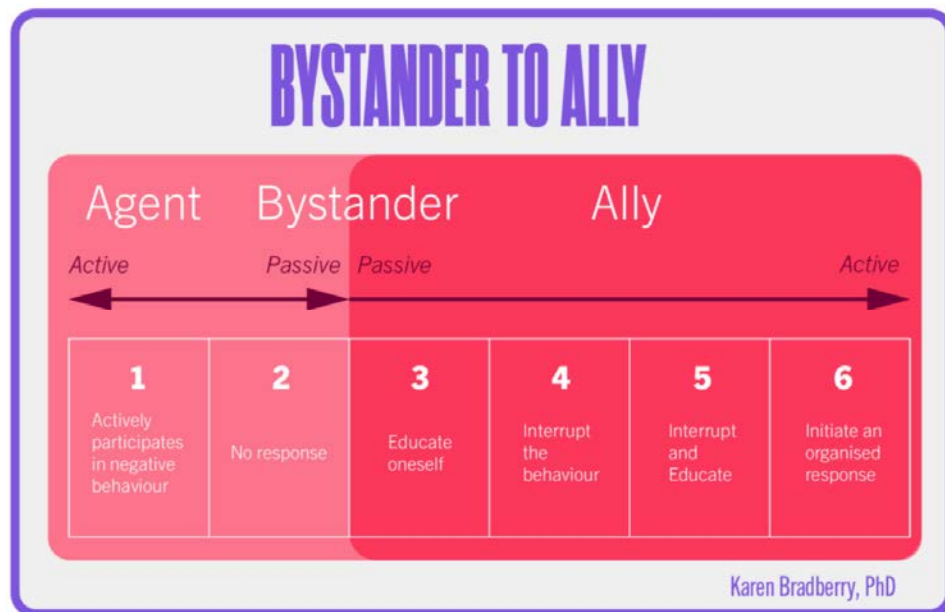 BYSTANDER TO ALLY
Agent Bystander Ally
Active Passive Passive Active
1
Actively
participates
in negative
behaviour
2
No response
3
Educate
oneself
4
Interrupt
the
behaviour
5
Interrupt
and
Educate
6
Initiate an
organised
response
Karen Bradberry, PhD